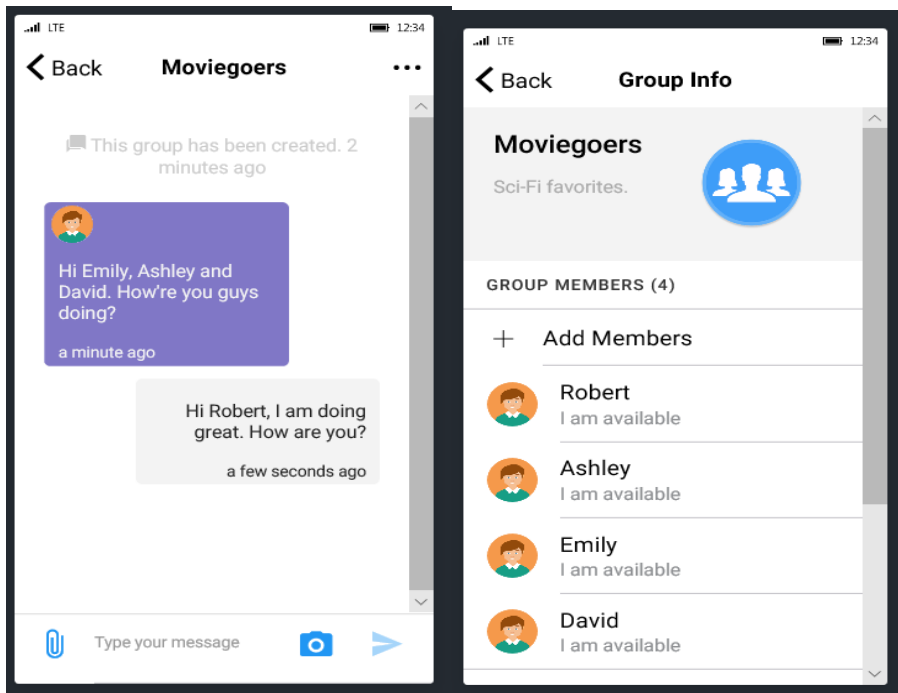 LTE 12:34
Back Moviegoers
This group has been created. 2
minutes ago
Hi Emily, Ashley and
David. How're you guys
doing?
a minute ago
Hi Robert, I am doing
great. How are you?
a few seconds ago
Type your message
LTE 12:34
Back Group Info
Moviegoers
Sci-Fi favorites.
GROUP MEMBERS (4)
+ Add Members
Robert
I am available
Ashley
I am available
Emily
I am available
David
I am available